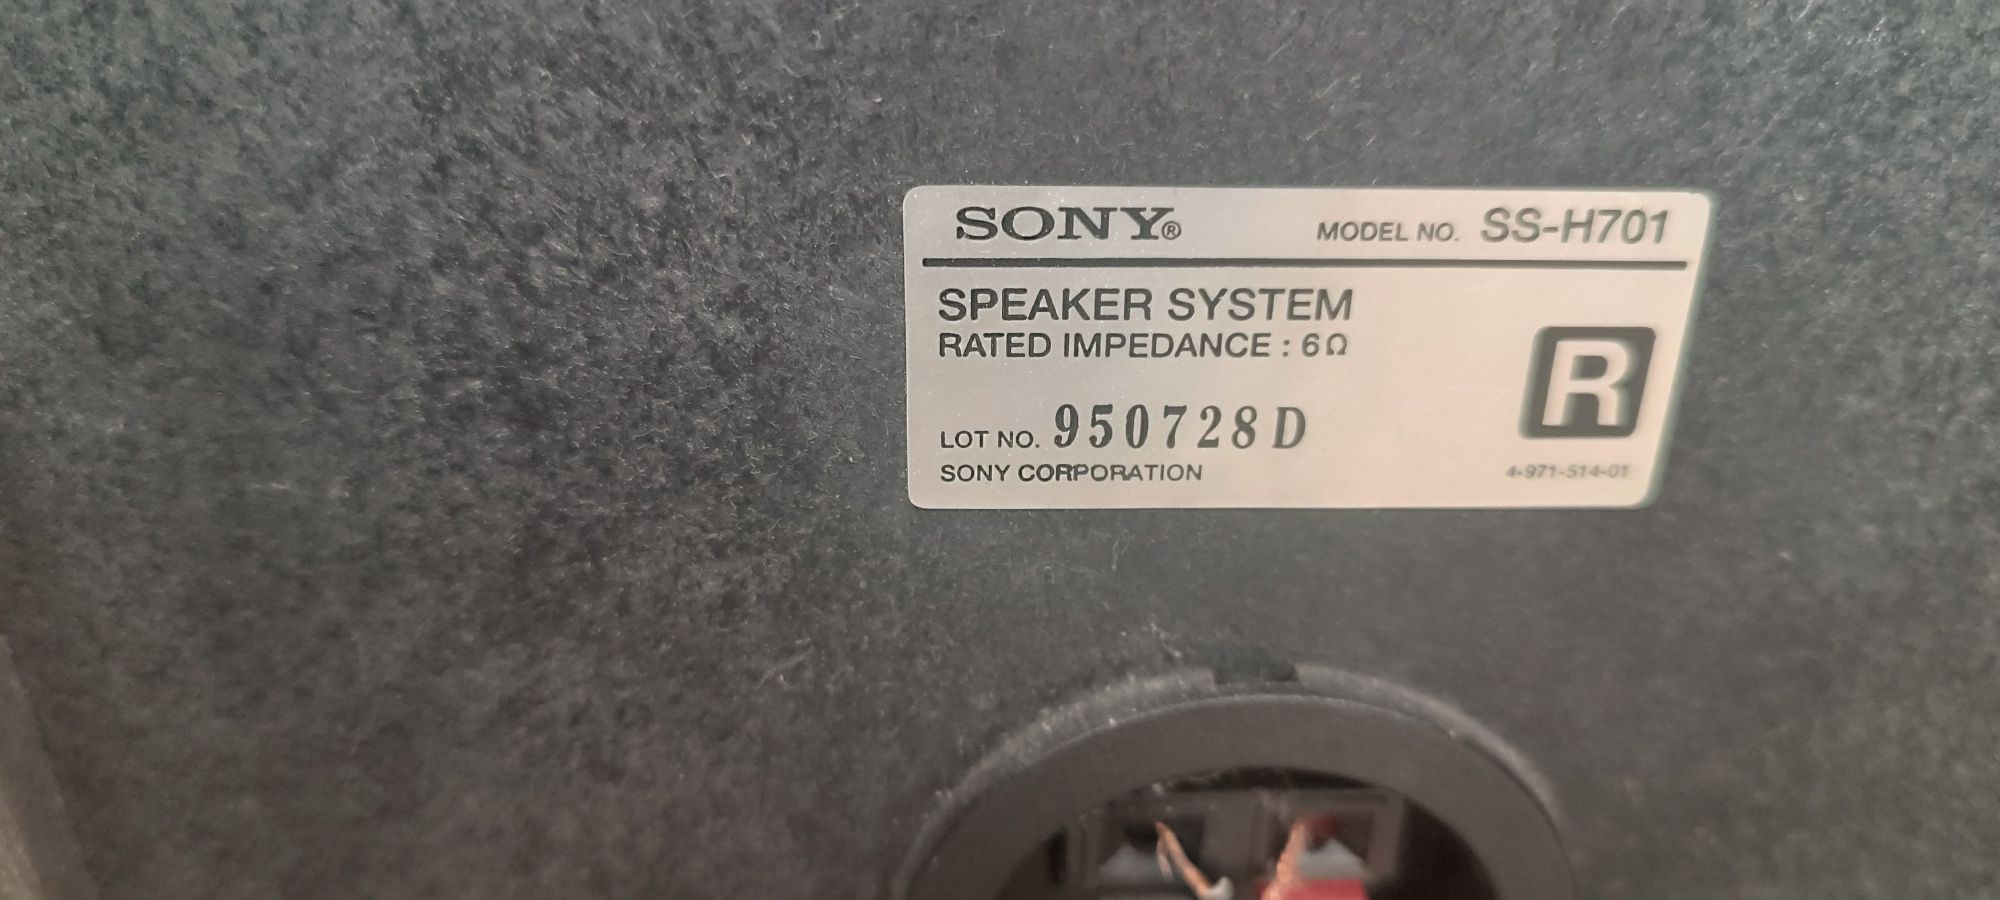 SONY® MODEL NO. SS-H701
SPEAKER SYSTEM
RATED IMPEDANCE : 6Ω
R
LOT NO. 950728D
SONY CORPORATION 4-971-514-01